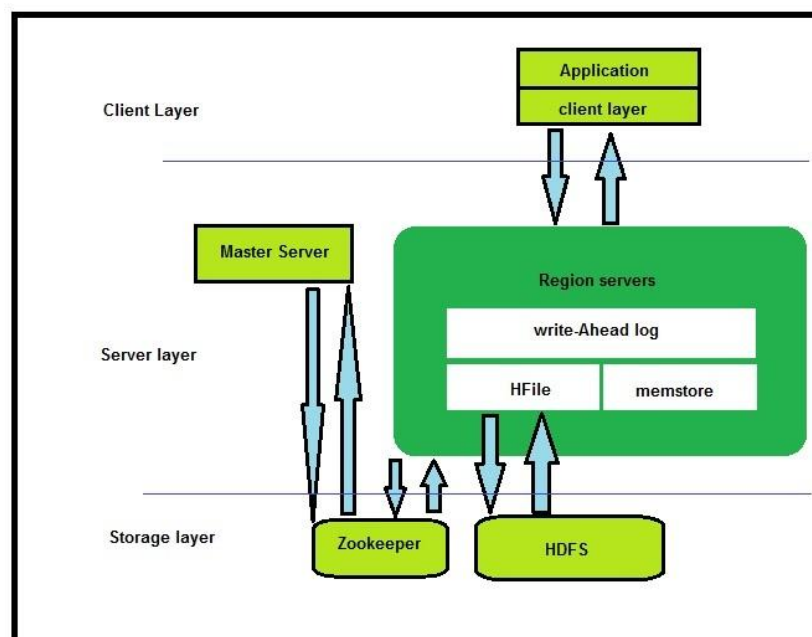 Application
Client Layer
client layer
Master Server
Region servers
write-Ahead log
Server layer
HFile
memstore
Storage layer
Zookeeper
HDFS